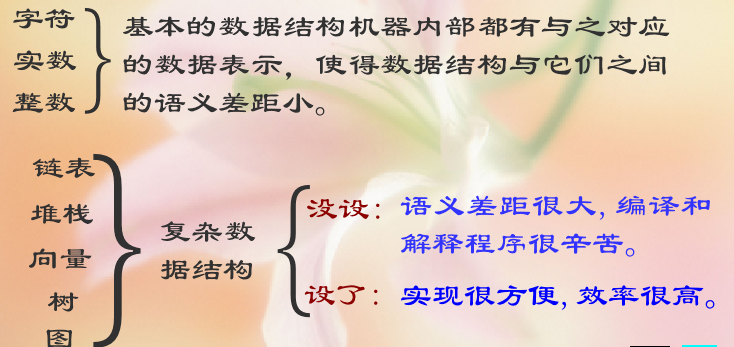 字符
实数
整数
基本的数据结构机器内部都有与之对应
的数据表示，使得数据结构与它们之间
的语义差距小。
链表
堆栈
向量
树
图
复杂数
据结构
没设：
语义差距很大,编译和
解释程序很辛苦。
设了：
实现很方便,效率很高。